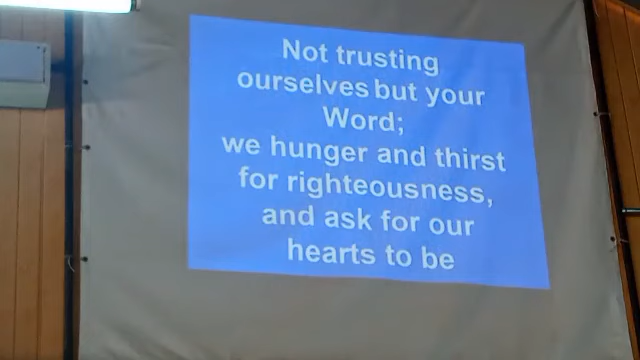 Not trusting
ourselves but your
Word;
we hunger and thirst
for righteousness,
and ask for our
hearts to be